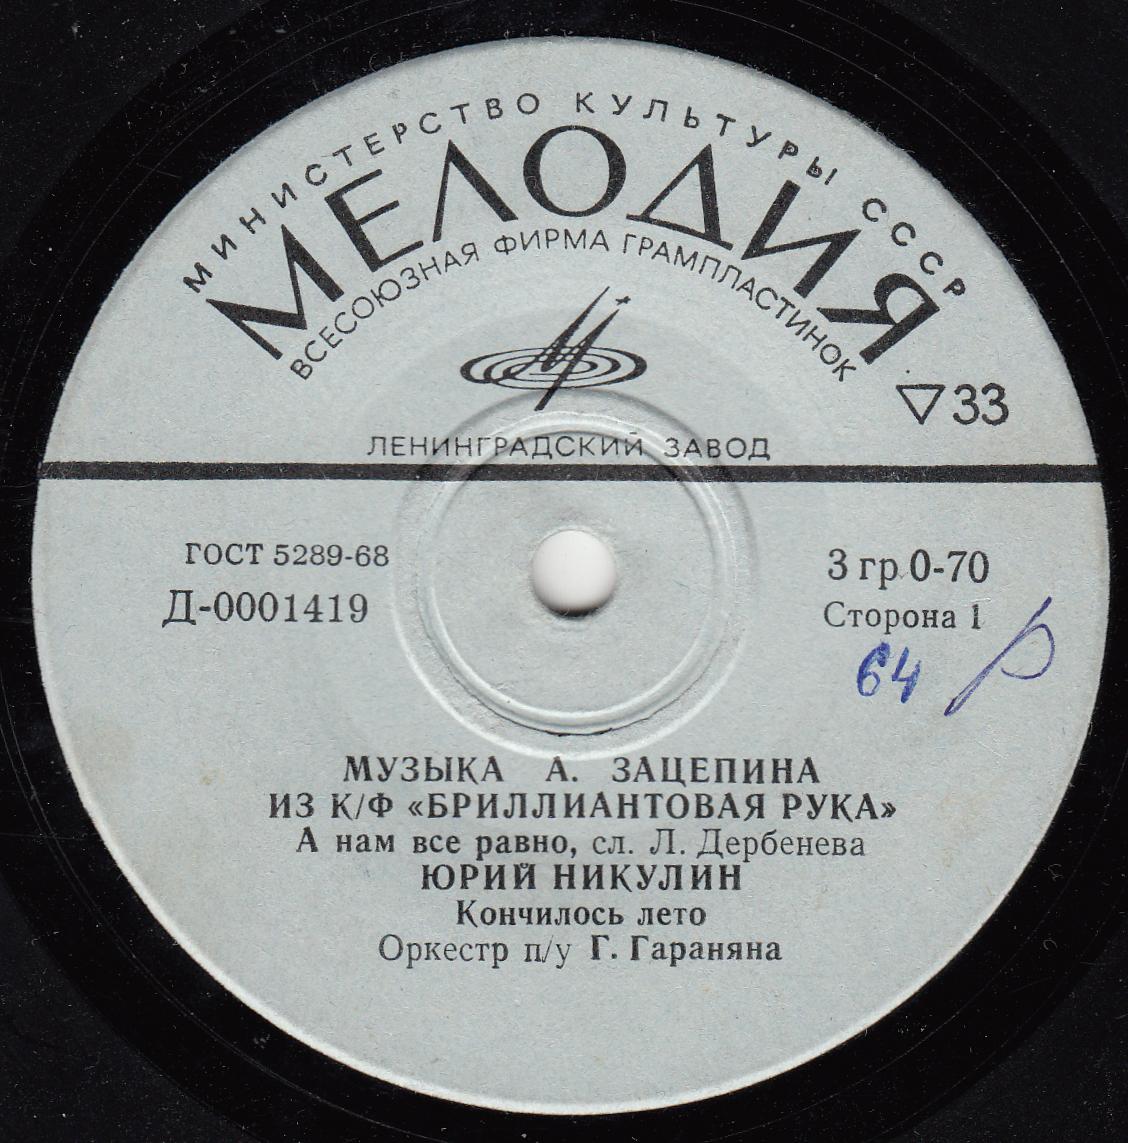 МИНИСТЕРСТВО КУЛЬТУРЫ СССР
МЕЛОДИЯ
ВСЕСОЮЗНАЯ ФИРМА ГРАМПЛАСТИНОК
33
ЛЕНИНГРАДСКИЙ ЗАВОД
ГОСТ 5289-68
Д-0001419
3 гр.0-70
Сторона 1
64
МУЗЫКА А. ЗАЦЕПИНА
ИЗ К/Ф «БРИЛЛИАНТОВАЯ РУКА»
А нам все равно, сл. Л. Дербенева
ЮРИЙ НИКУЛИН
Кончилось лето
Оркестр п/у Г. Гараняна